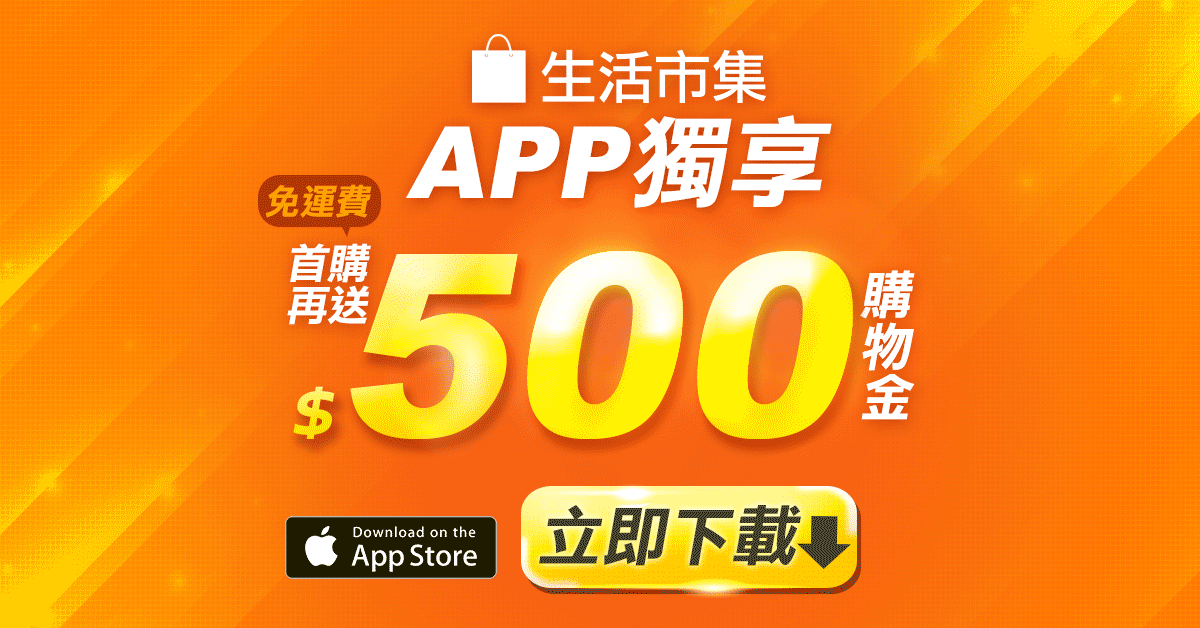 生活市集
APP獨享
免運費
首購
再送
$500
購物金
Download on the
App Store
立即下載